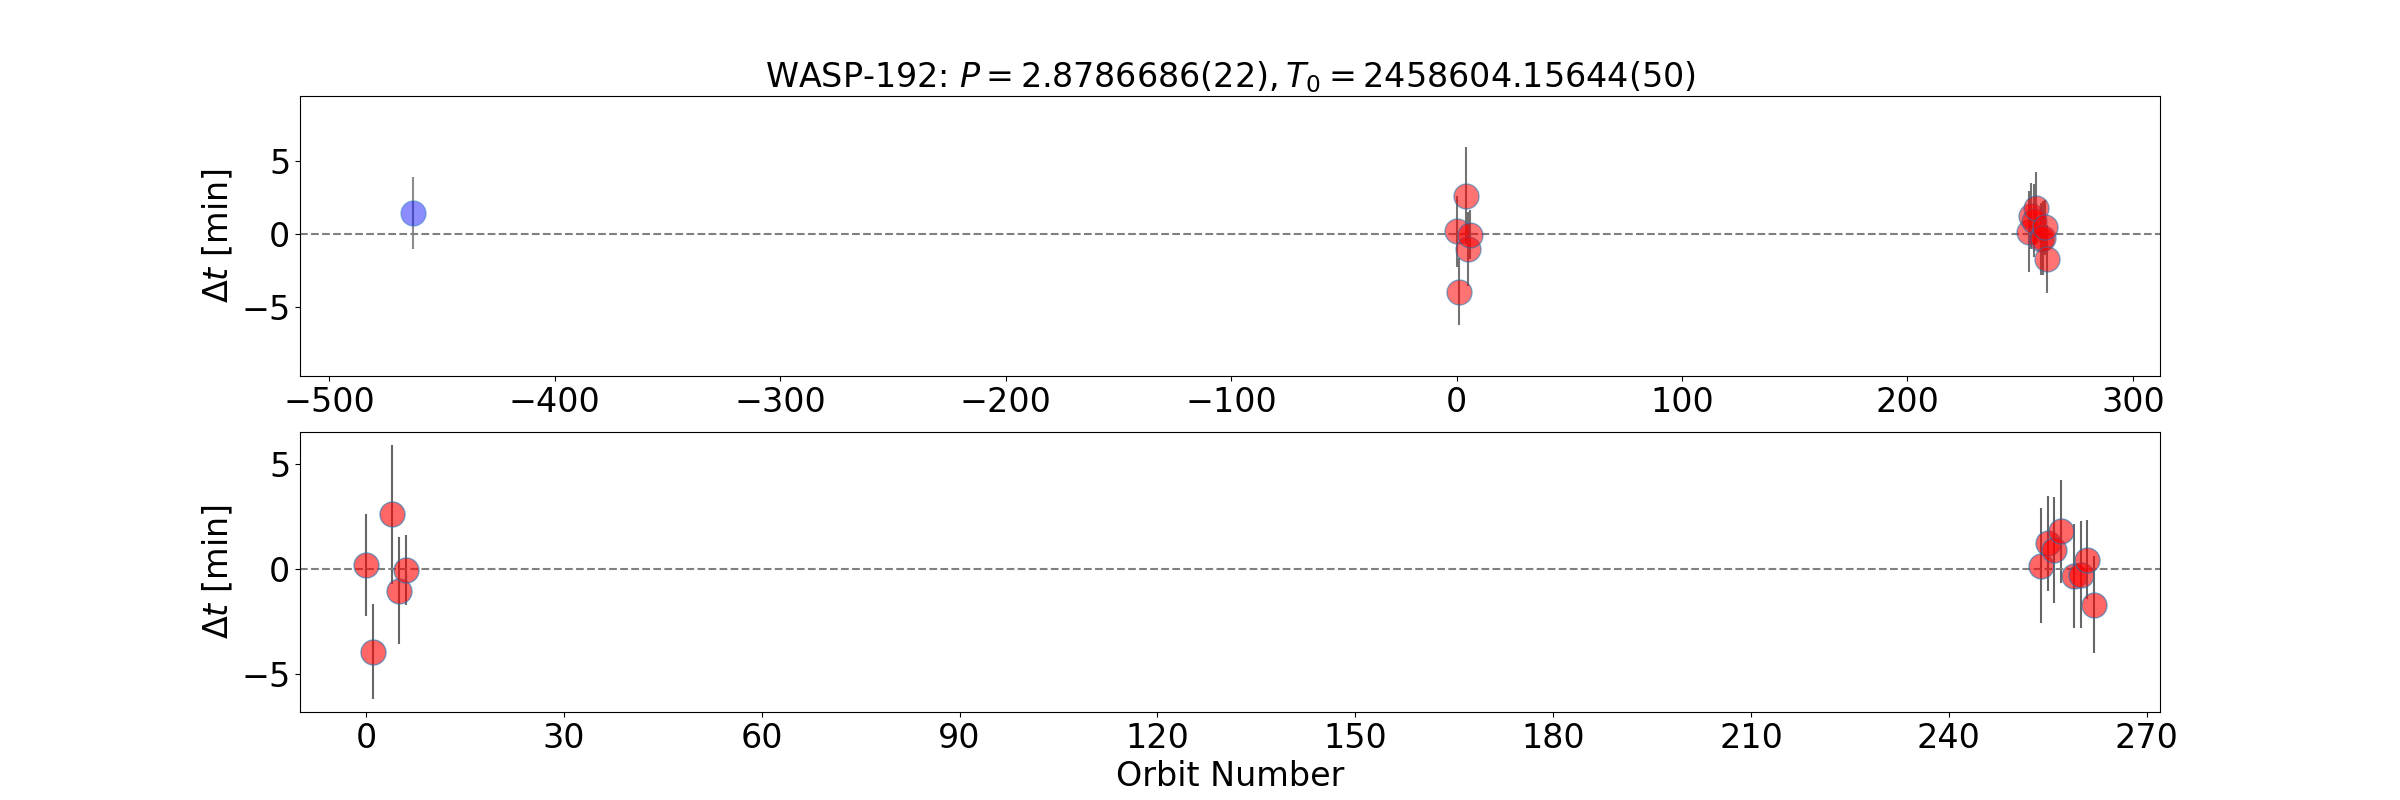 WASP-192: P = 2.8786686(22), T₀ = 2458604.15644(50)
Δt [min]
5
0
−5
−500 −400 −300 −200 −100 0 100 200 300
Δt [min]
5
0
−5
0 30 60 90 120 150 180 210 240 270
Orbit Number